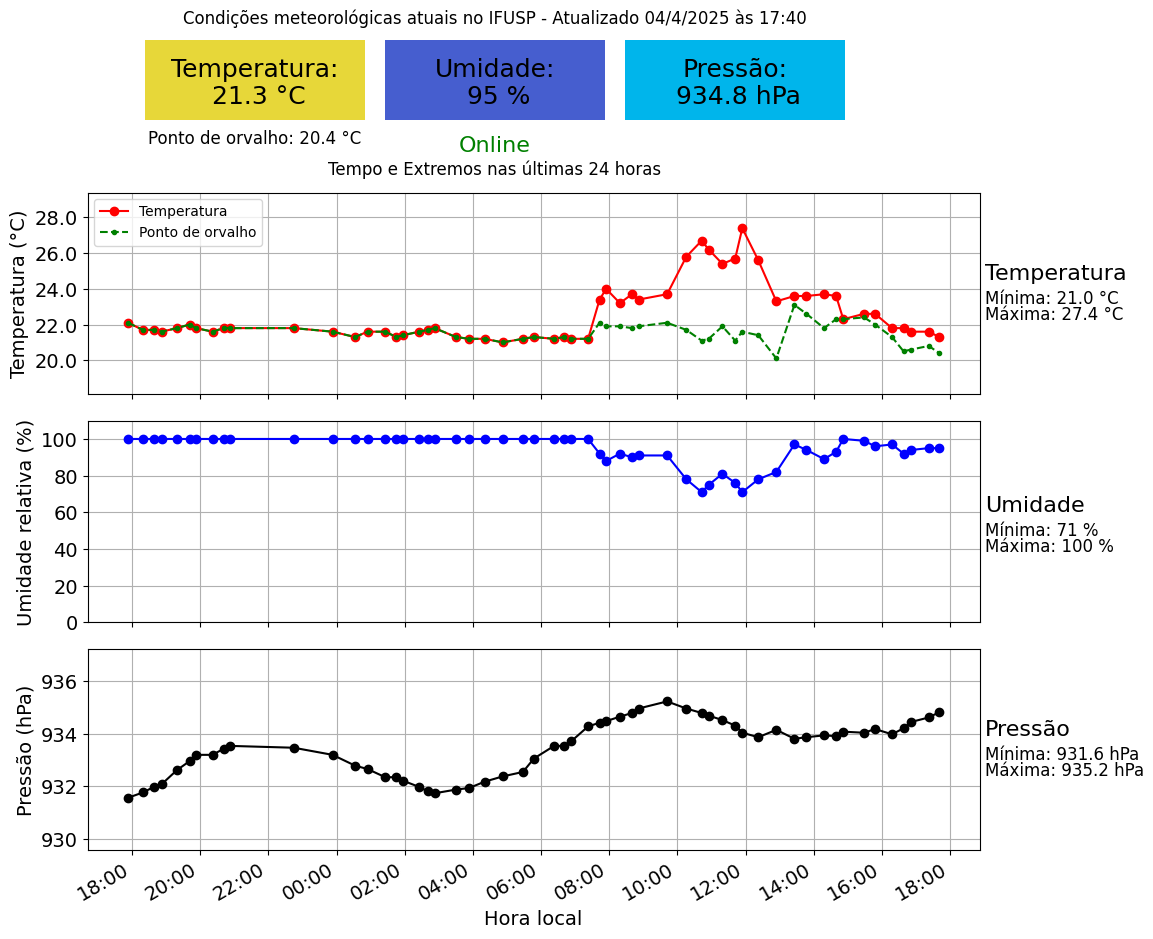 Condições meteorológicas atuais no IFUSP - Atualizado 04/4/2025 às 17:40
Temperatura:
21.3 °C
Umidade:
95 %
Pressão:
934.8 hPa
Ponto de orvalho: 20.4 °C
Online
Tempo e Extremos nas últimas 24 horas
Temperatura (°C)
28.0
26.0
24.0
22.0
20.0
Temperatura
Ponto de orvalho
Temperatura
Mínima: 21.0 °C
Máxima: 27.4 °C
Umidade relativa (%)
100
80
60
40
20
0
Umidade
Mínima: 71 %
Máxima: 100 %
Pressão (hPa)
936
934
932
930
Pressão
Mínima: 931.6 hPa
Máxima: 935.2 hPa
18:00 20:00 22:00 00:00 02:00 04:00 06:00 08:00 10:00 12:00 14:00 16:00 18:00
Hora local